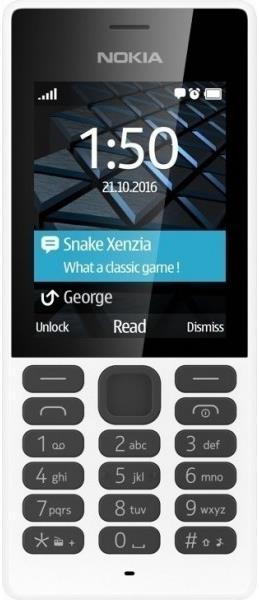 NOKIA
1:50
21.10.2016
Snake Xenzia
What a classic game !
George
Unlock Read Dismiss
1 2 abc 3 def
4 ghi 5 jkl 6 mno
7 pqrs 8 tuv 9 wxyz
* + 0 #